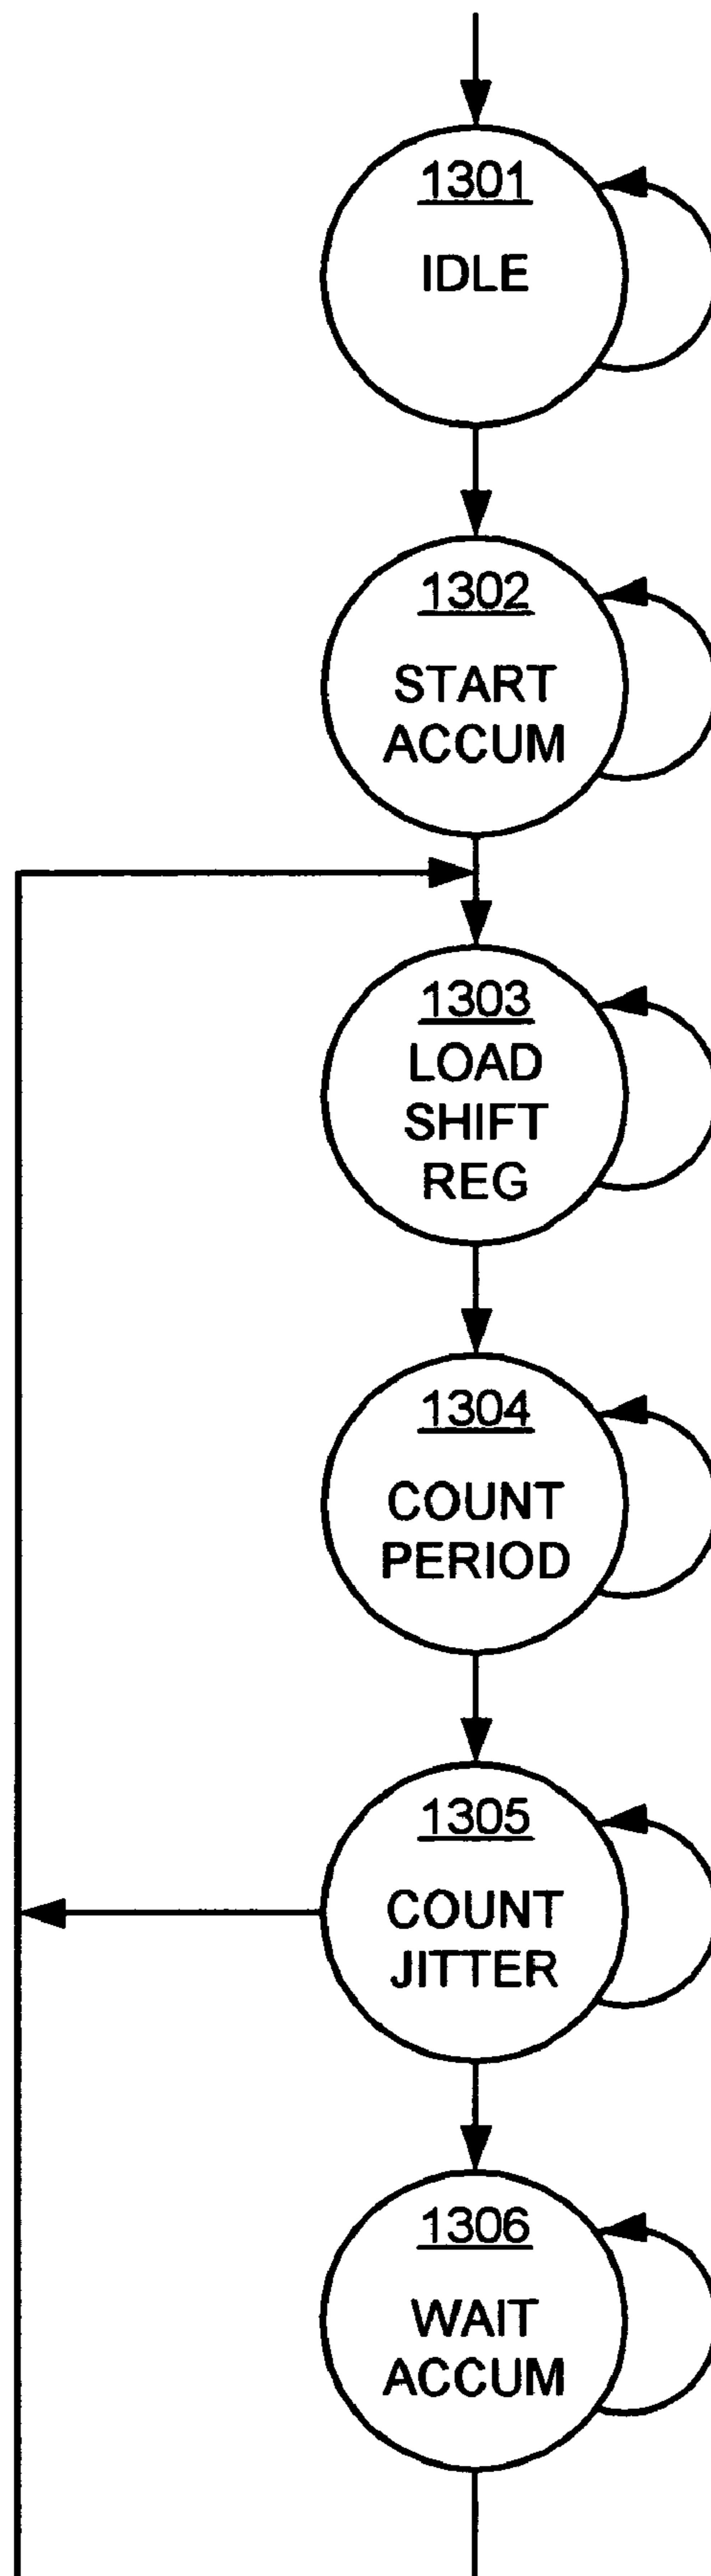 1301
IDLE
1302
START
ACCUM
1303
LOAD
SHIFT
REG
1304
COUNT
PERIOD
1305
COUNT
JITTER
1306
WAIT
ACCUM